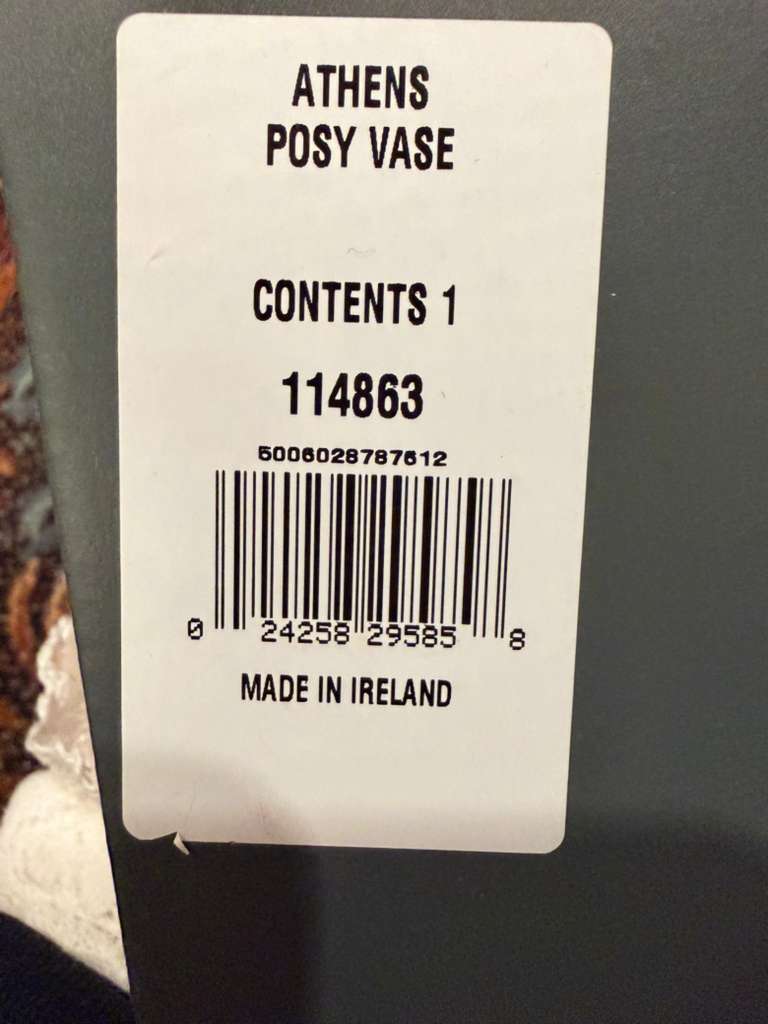 ATHENS
POSY VASE
CONTENTS 1
114863
5006028787612
0 24258 29585 8
MADE IN IRELAND